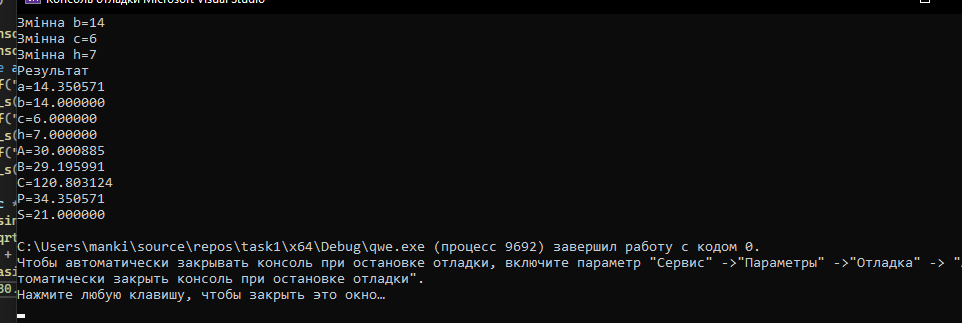 Консоль отладки Microsoft Visual Studio
Змінна b=14
Змінна c=6
Змінна h=7
Результат
a=14.350571
b=14.000000
c=6.000000
h=7.000000
A=30.000885
B=29.195991
C=120.803124
P=34.350571
S=21.000000
C:\Users\manki\source\repos\task1\x64\Debug\qwe.exe (процесс 9692) завершил работу с кодом 0.
Чтобы автоматически закрывать консоль при остановке отладки, включите параметр "Сервис" ->"Параметры" ->"Отладка" -> "
томатически закрыть консоль при остановке отладки".
Нажмите любую клавишу, чтобы закрыть это окно…